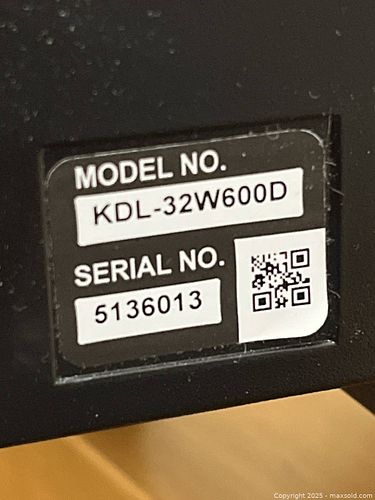 MODEL NO.
KDL-32W600D
SERIAL NO.
5136013
Copyright 2025 - maxsold.com